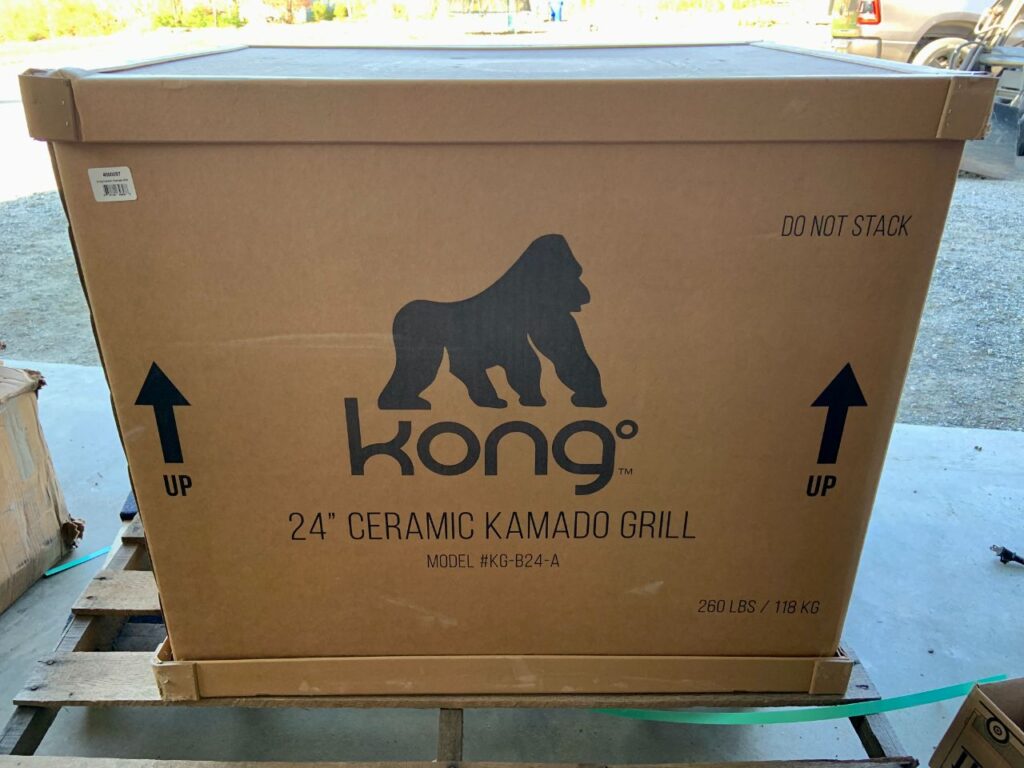 DO NOT STACK
UP
UP
kong°™
24” CERAMIC KAMADO GRILL
MODEL #KG-B24-A
260 LBS / 118 KG